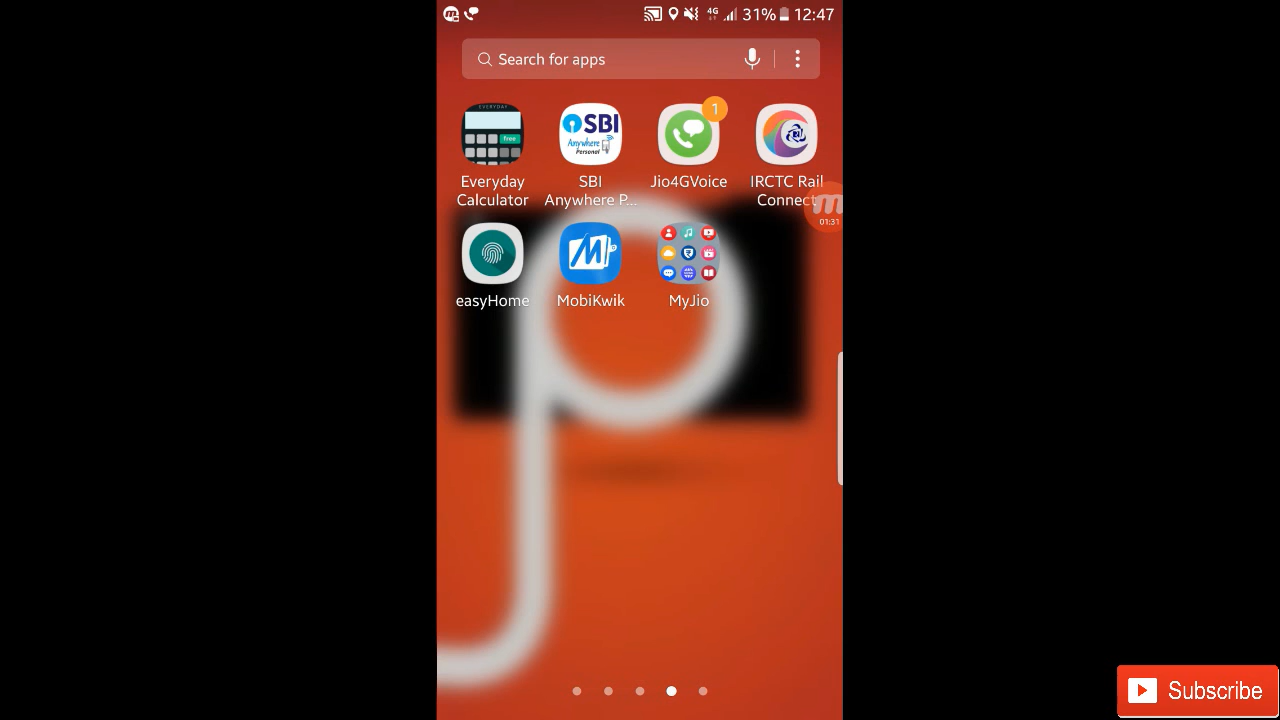 4G 31% 12:47
Search for apps
EVERYDAY
free
SBI
Anywhere
Personal
1
Everyday
Calculator
SBI
Anywhere P...
Jio4GVoice
IRCTC Rail
Connect
01:31
easyHome
MobiKwik
MyJio
Subscribe